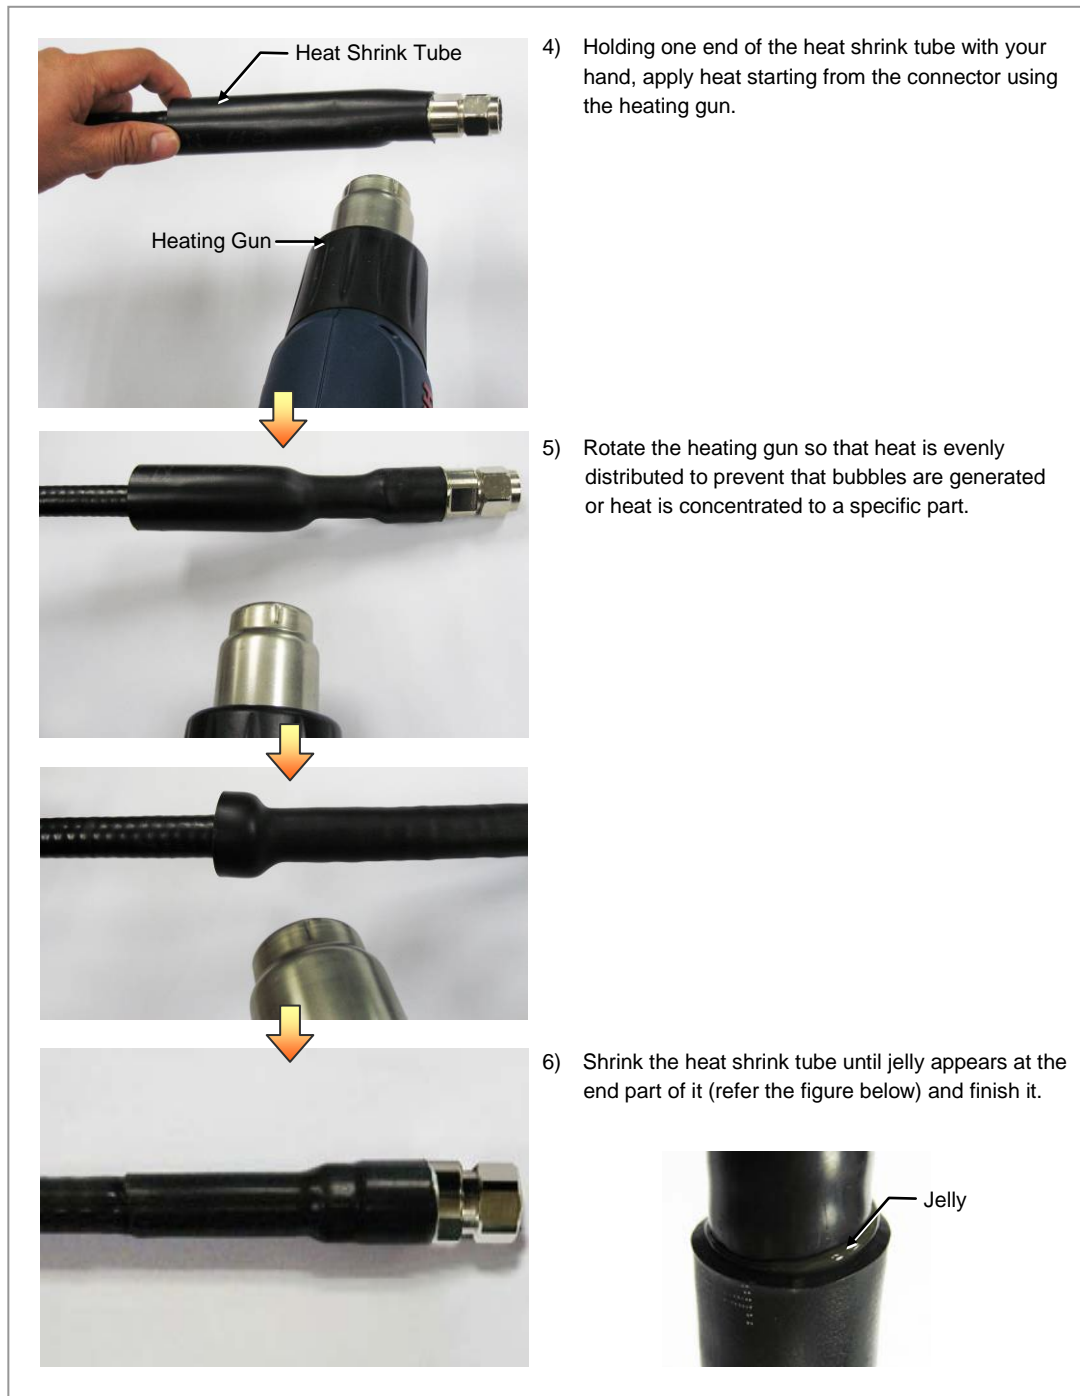 Heat Shrink Tube
Heating Gun
4) Holding one end of the heat shrink tube with your
hand, apply heat starting from the connector using
the heating gun.
5) Rotate the heating gun so that heat is evenly
distributed to prevent that bubbles are generated
or heat is concentrated to a specific part.
6) Shrink the heat shrink tube until jelly appears at the
end part of it (refer the figure below) and finish it.
Jelly